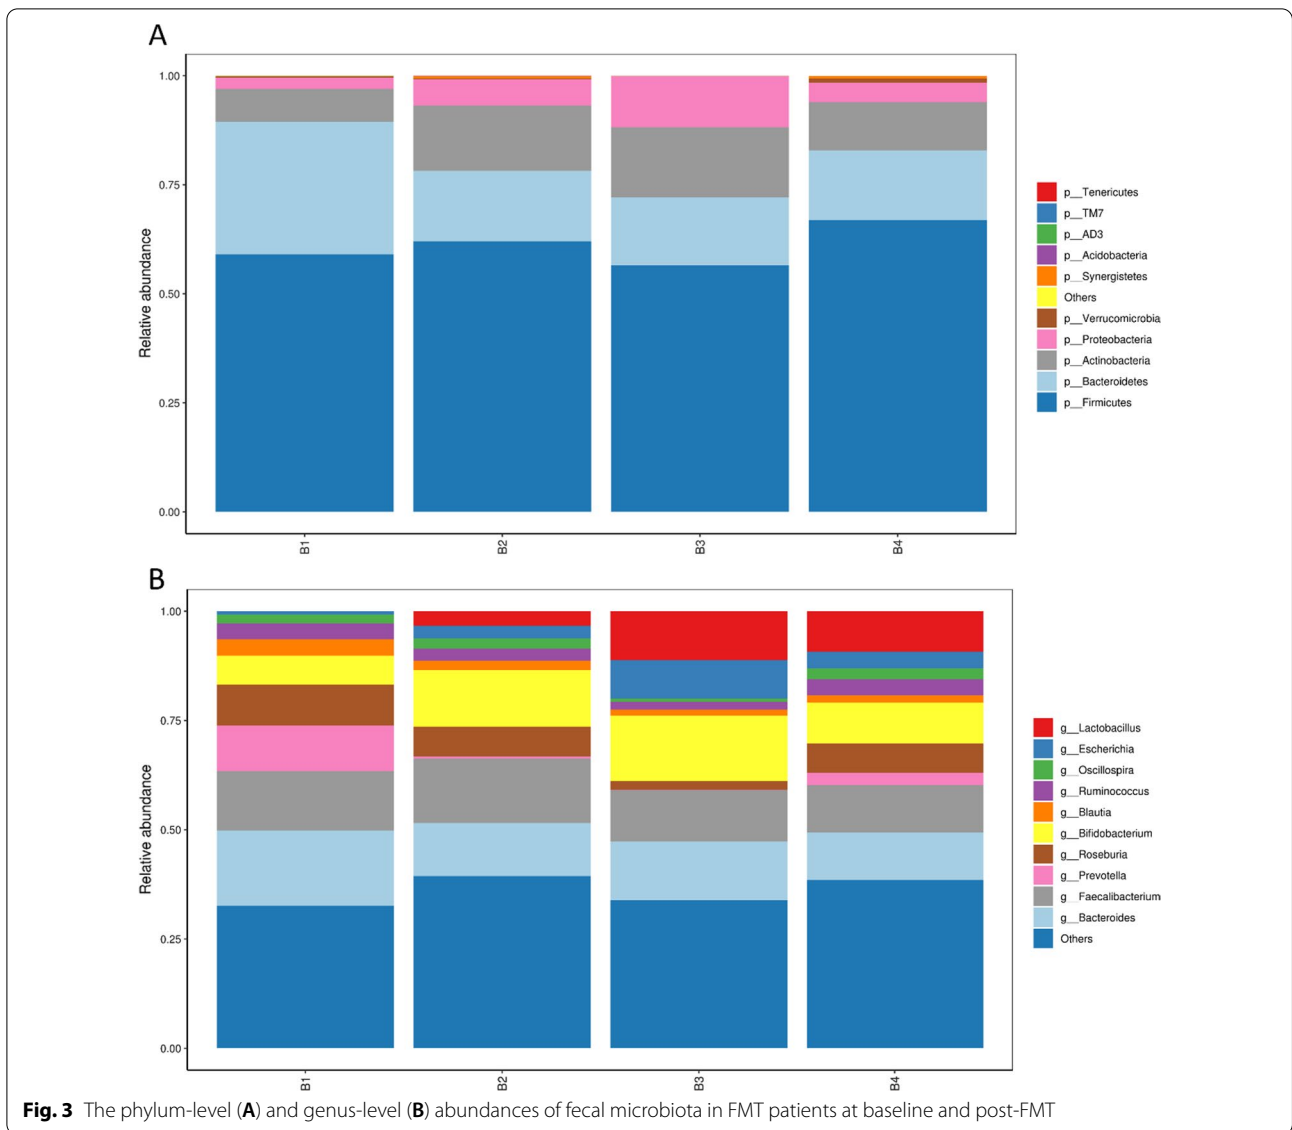 A
Relative abundance
1.00
0.75
0.50
0.25
0.00
B1
B2
B3
B4
p__Tenericutes
p__TM7
p__AD3
p__Acidobacteria
p__Synergistetes
Others
p__Verrucomicrobia
p__Proteobacteria
p__Actinobacteria
p__Bacteroidetes
p__Firmicutes
B
Relative abundance
1.00
0.75
0.50
0.25
0.00
B1
B2
B3
B4
g__Lactobacillus
g__Escherichia
g__Oscillospira
g__Ruminococcus
g__Blautia
g__Bifidobacterium
g__Roseburia
g__Prevotella
g__Faecalibacterium
g__Bacteroides
Others
Fig. 3 The phylum-level (A) and genus-level (B) abundances of fecal microbiota in FMT patients at baseline and post-FMT